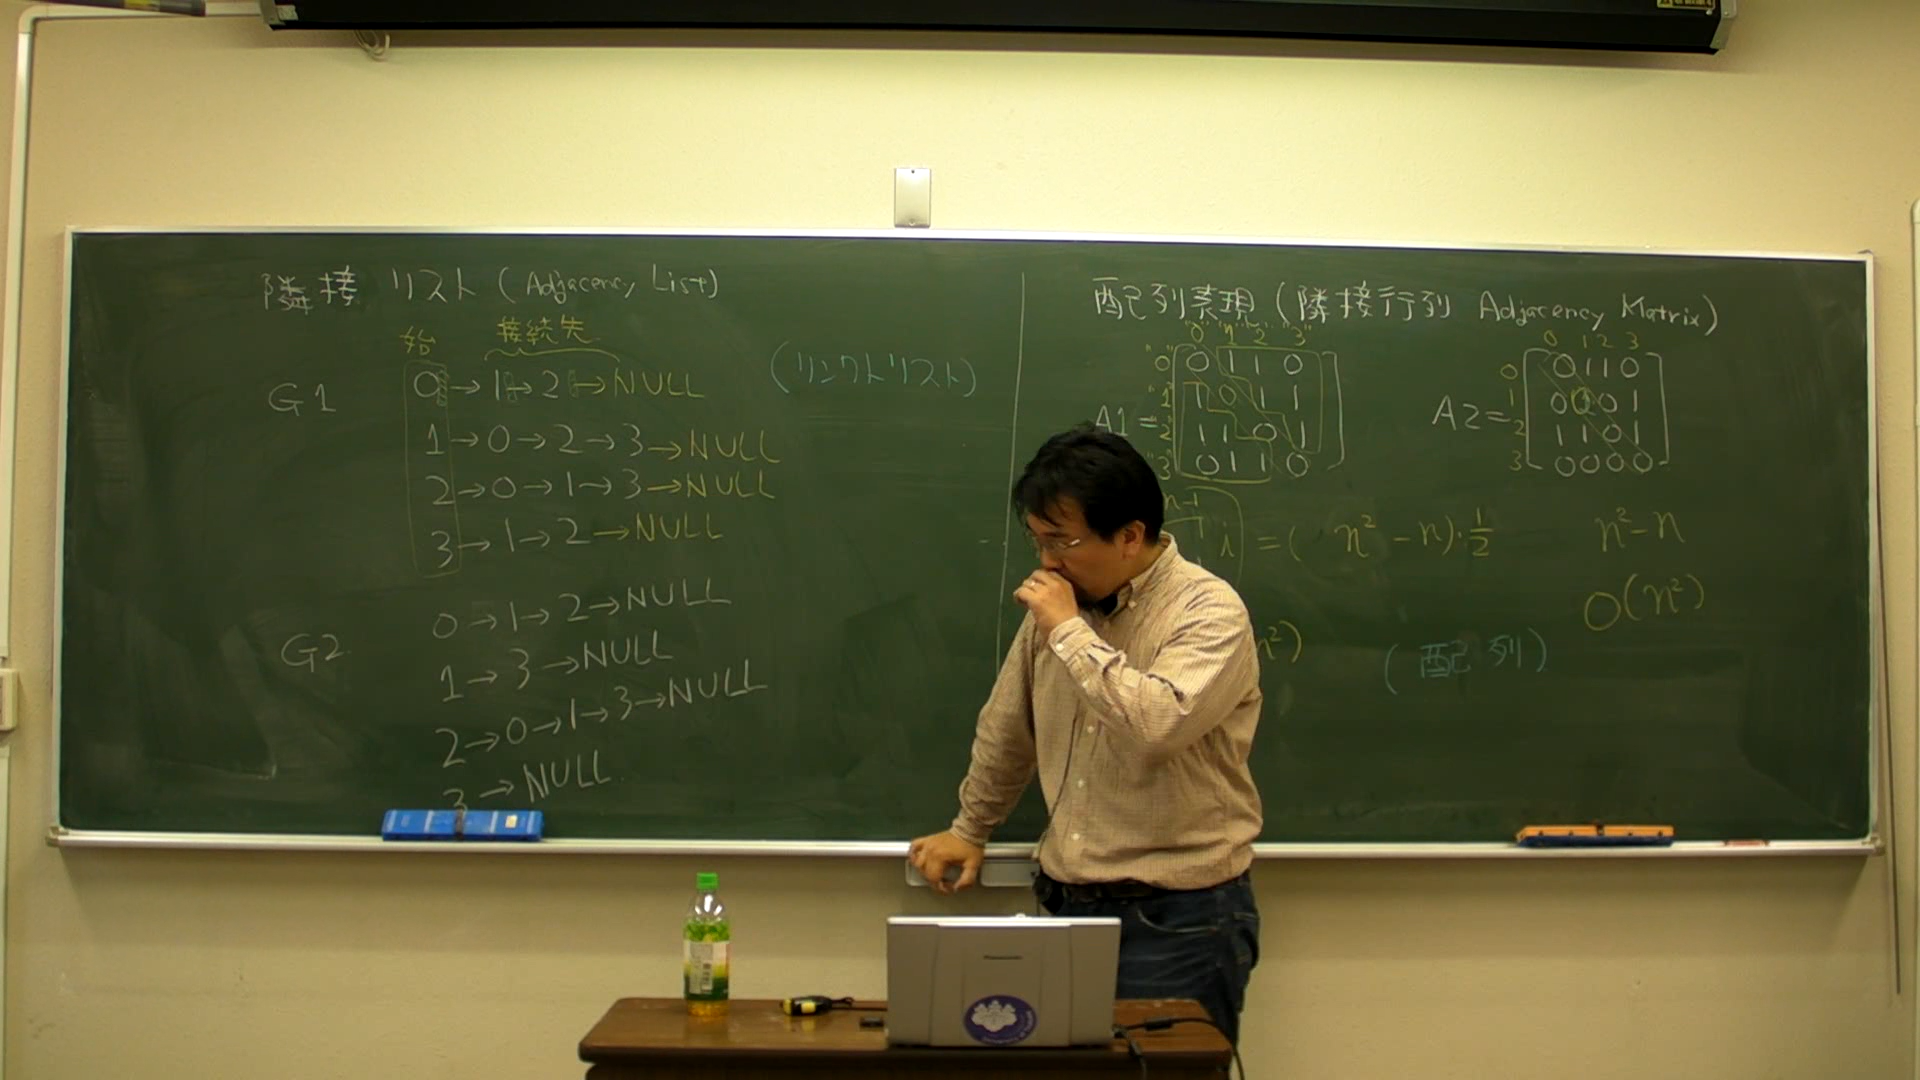 隣接リスト (Adjacency List)
始 接続先
G1
0→1→2→NULL
1→0→2→3→NULL
2→0→1→3→NULL
3→1→2→NULL
(リンクトリスト)
G2
0→1→2→NULL
1→3→NULL
2→0→1→3→NULL
3→NULL
配列表現 (隣接行列 Adjacency Matrix)
"0" "1" "2" "3"
"0" 0 1 1 0
"1" 1 0 1 1
A1 = "2" 1 1 0 1
"3" 0 1 1 0
0 1 2 3
0 0 1 1 0
1 0 0 0 1
A2 = 2 1 1 0 1
3 0 0 0 0
n-1
i = ( n² - n)·1/2
n² - n
O(n²)
n²)
(配列)
Panasonic